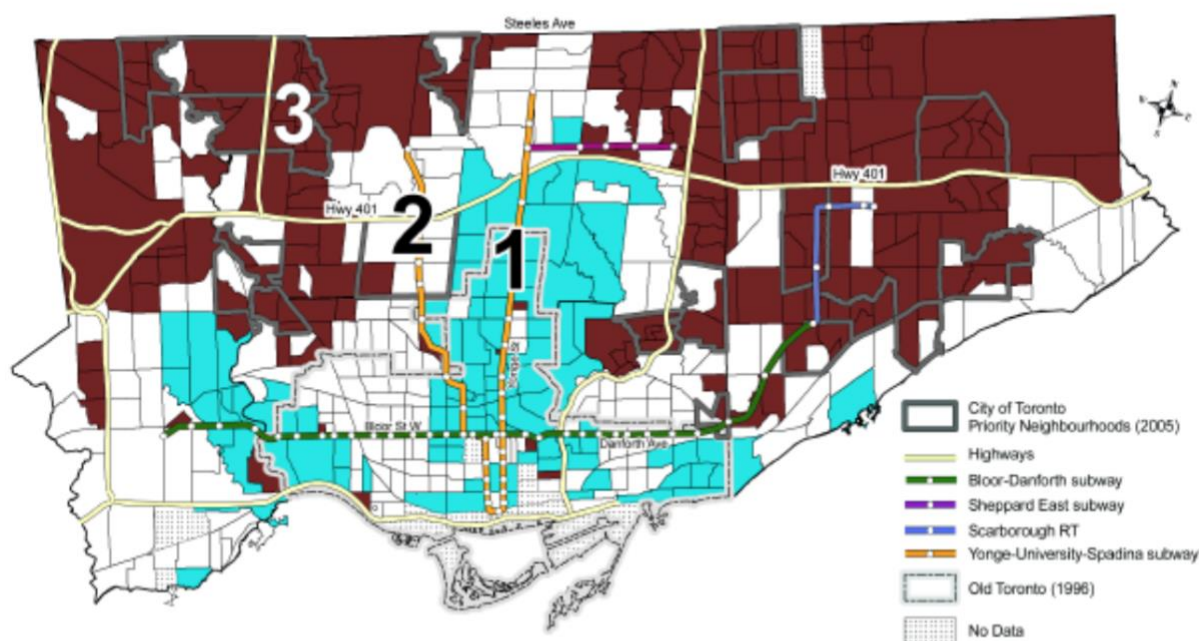 Steeles Ave
3
Hwy 401
Hwy 401
2
1
Yonge St
Bloor St W
Danforth Ave
N
E
S
City of Toronto
Priority Neighbourhoods (2005)
Highways
Bloor-Danforth subway
Sheppard East subway
Scarborough RT
Yonge-University-Spadina subway
Old Toronto (1996)
No Data